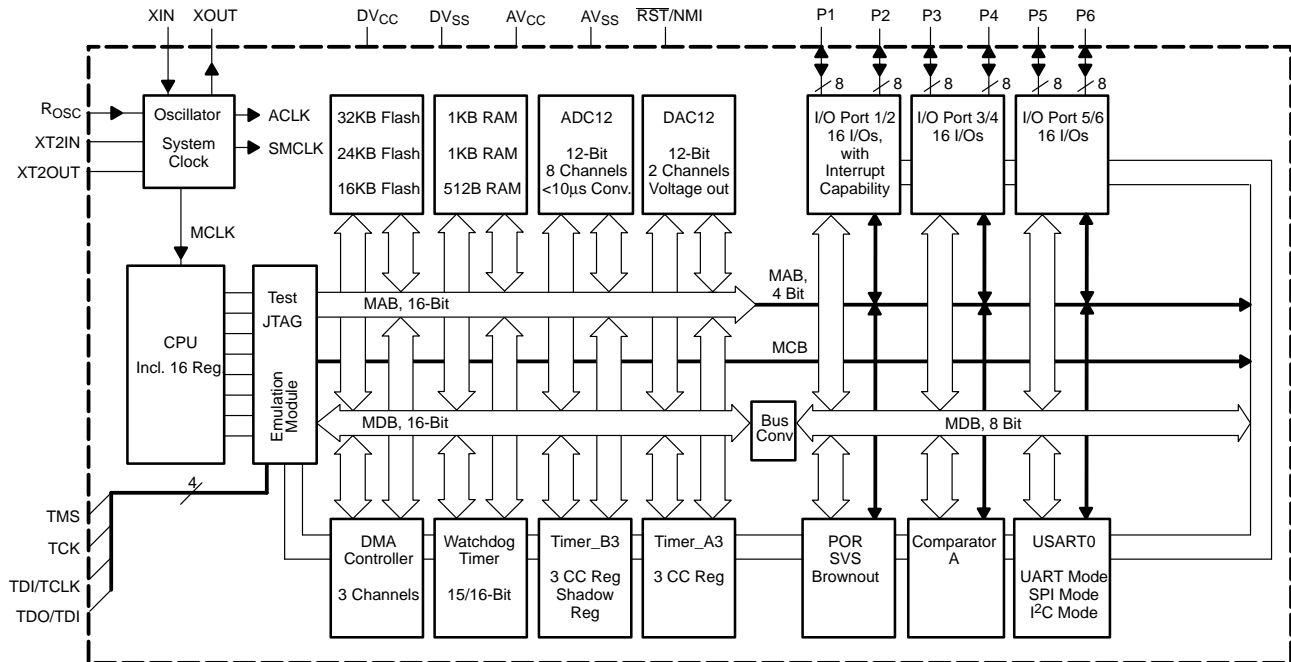 XIN
XOUT
DVCC
DVSS
AVCC
AVSS
RST/NMI
P1
P2
P3
P4
P5
P6
8
8
8
8
8
8
ROSC
XT2IN
XT2OUT
Oscillator
System
Clock
ACLK
SMCLK
MCLK
32KB Flash
24KB Flash
16KB Flash
1KB RAM
1KB RAM
512B RAM
ADC12
12-Bit
8 Channels
<10μs Conv.
DAC12
12-Bit
2 Channels
Voltage out
I/O Port 1/2
16 I/Os,
with
Interrupt
Capability
I/O Port 3/4
16 I/Os
I/O Port 5/6
16 I/Os
CPU
Incl. 16 Reg.
Test
JTAG
Emulation
Module
MAB, 16-Bit
MAB,
4 Bit
MCB
MDB, 16-Bit
Bus
Conv
MDB, 8 Bit
4
TMS
TCK
TDI/TCLK
TDO/TDI
DMA
Controller
3 Channels
Watchdog
Timer
15/16-Bit
Timer_B3
3 CC Reg
Shadow
Reg
Timer_A3
3 CC Reg
POR
SVS
Brownout
Comparator
A
USART0
UART Mode
SPI Mode
I2C Mode